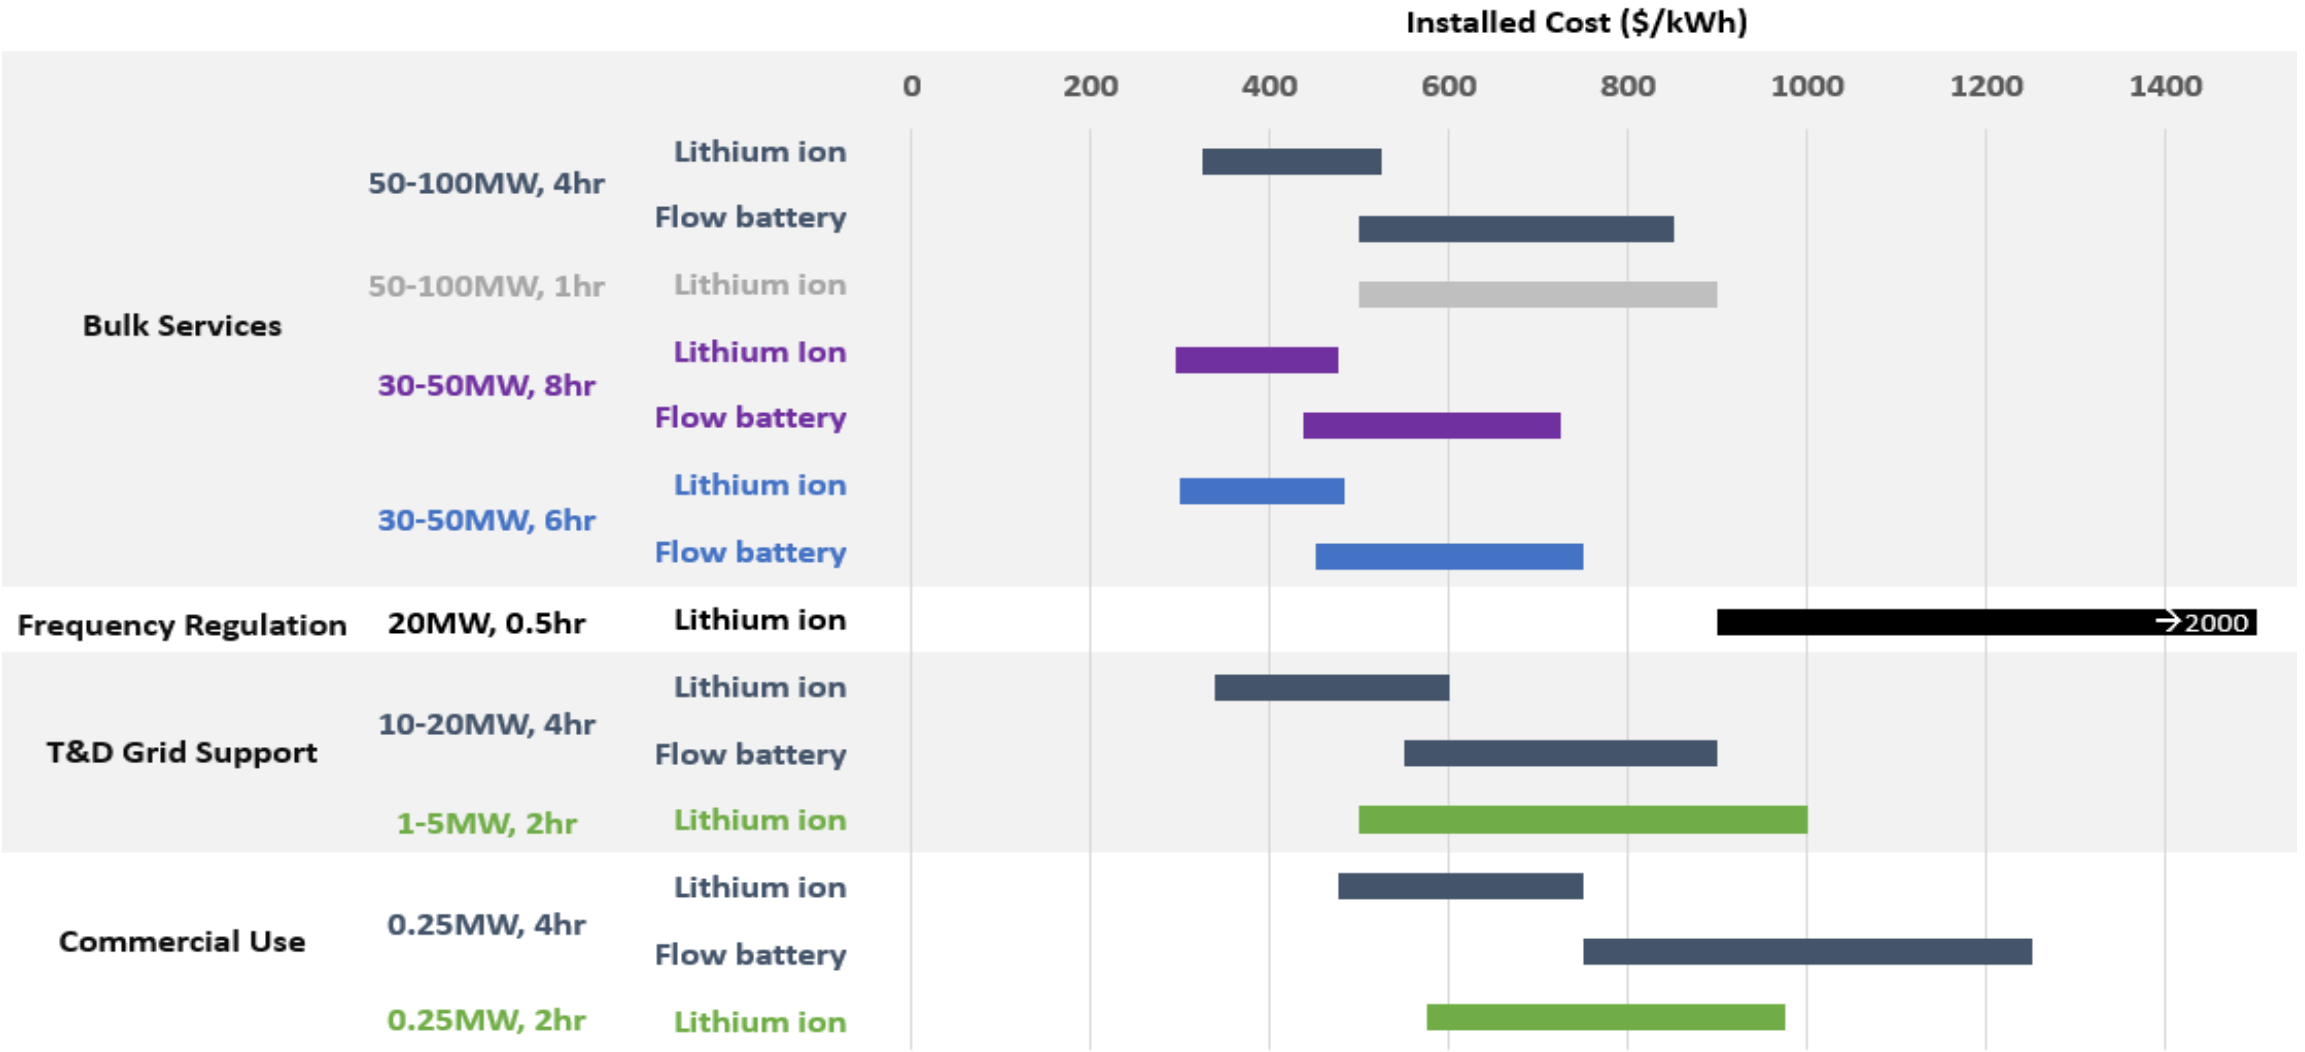 Installed Cost ($/kWh)
0 200 400 600 800 1000 1200 1400
Bulk Services
50-100MW, 4hr
Lithium ion
Flow battery
50-100MW, 1hr
Lithium ion
30-50MW, 8hr
Lithium Ion
Flow battery
30-50MW, 6hr
Lithium ion
Flow battery
Frequency Regulation
20MW, 0.5hr
Lithium ion
→2000
T&D Grid Support
10-20MW, 4hr
Lithium ion
Flow battery
1-5MW, 2hr
Lithium ion
Commercial Use
0.25MW, 4hr
Lithium ion
Flow battery
0.25MW, 2hr
Lithium ion